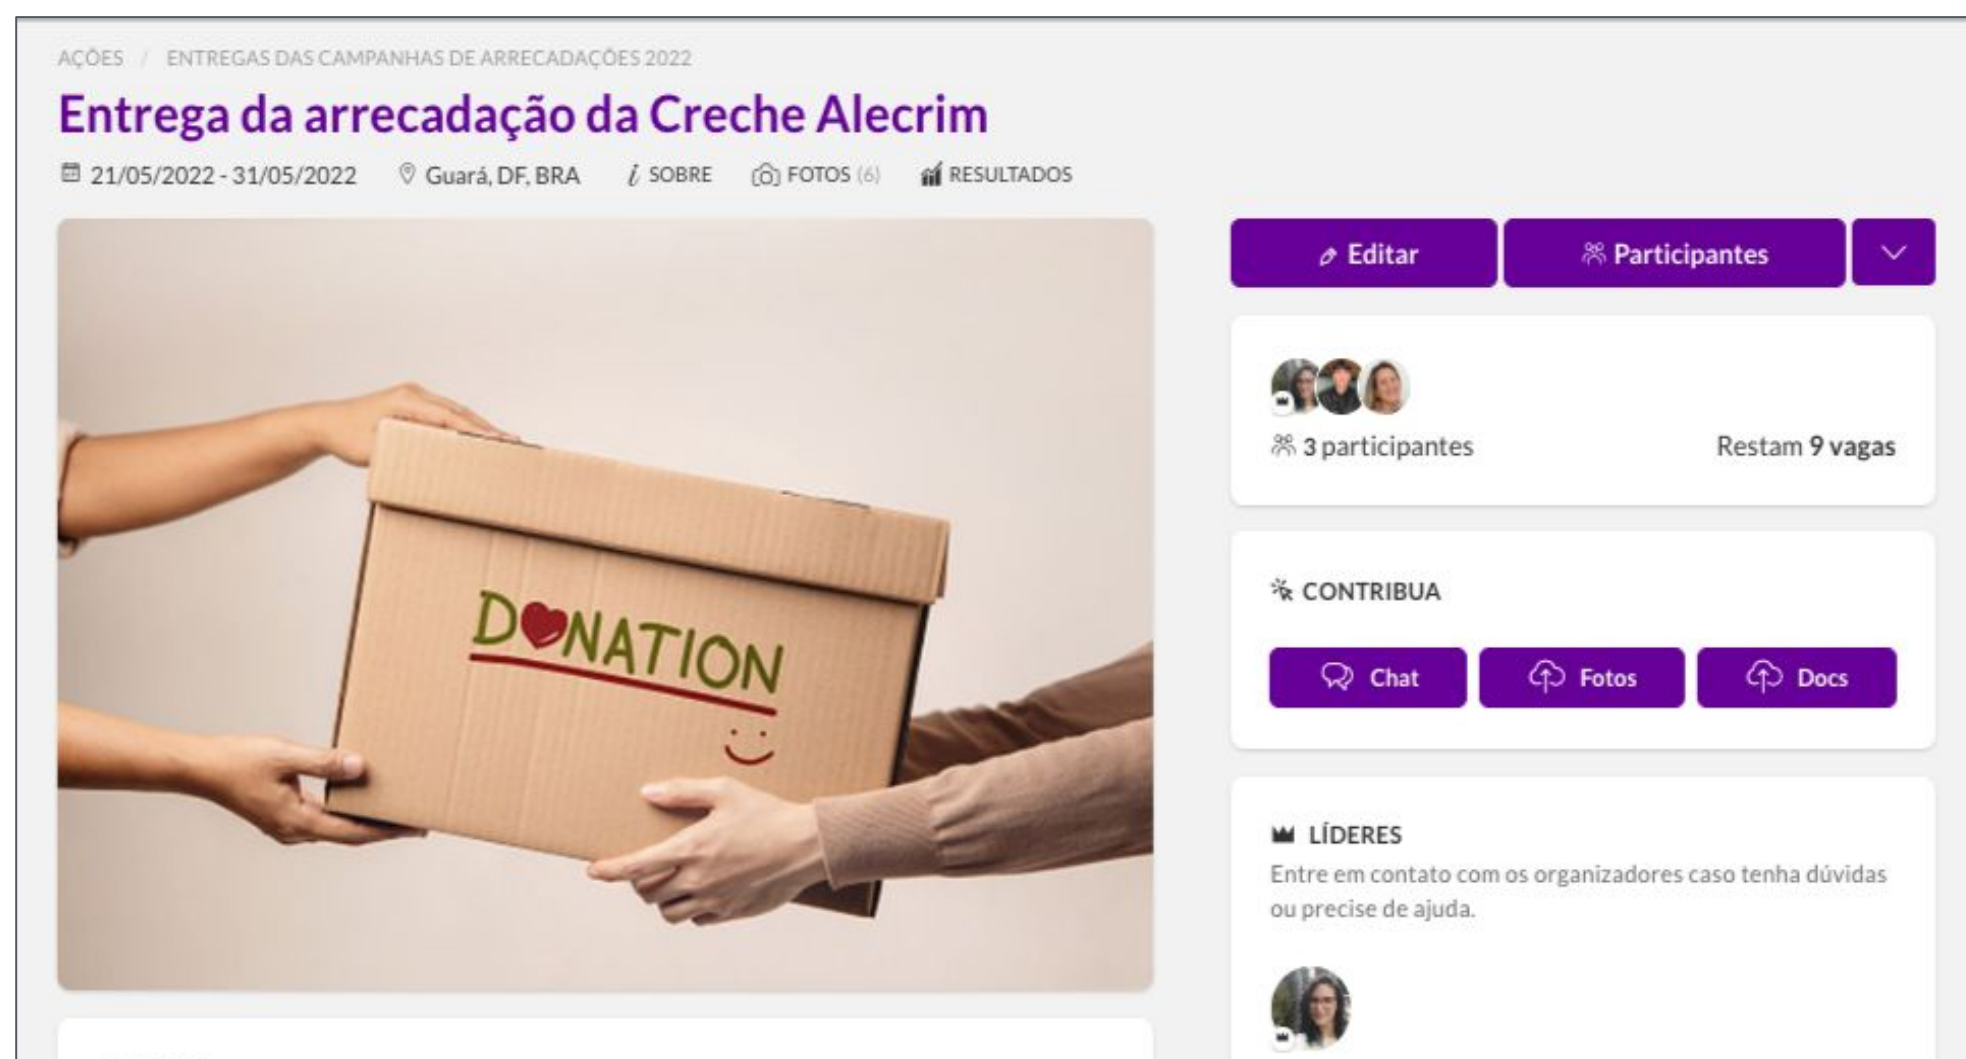 AÇÕES / ENTREGAS DAS CAMPANHAS DE ARRECADAÇÕES 2022
Entrega da arrecadação da Creche Alecrim
21/05/2022 - 31/05/2022 Guará, DF, BRA i SOBRE FOTOS (6) RESULTADOS
Editar Participantes
DONATION
3 participantes Restam 9 vagas
CONTRIBUA
Chat Fotos Docs
LÍDERES
Entre em contato com os organizadores caso tenha dúvidas
ou precise de ajuda.